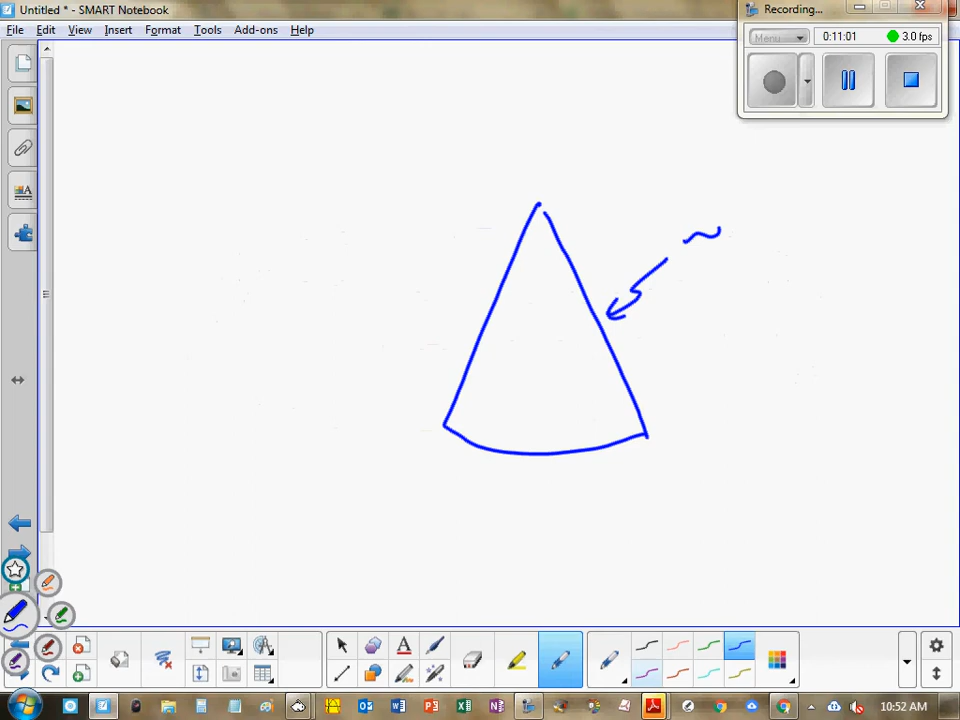 Untitled * - SMART Notebook
Recording...
File Edit View Insert Format Tools Add-ons Help
Menu
0:11:01
3.0 fps
10:52 AM